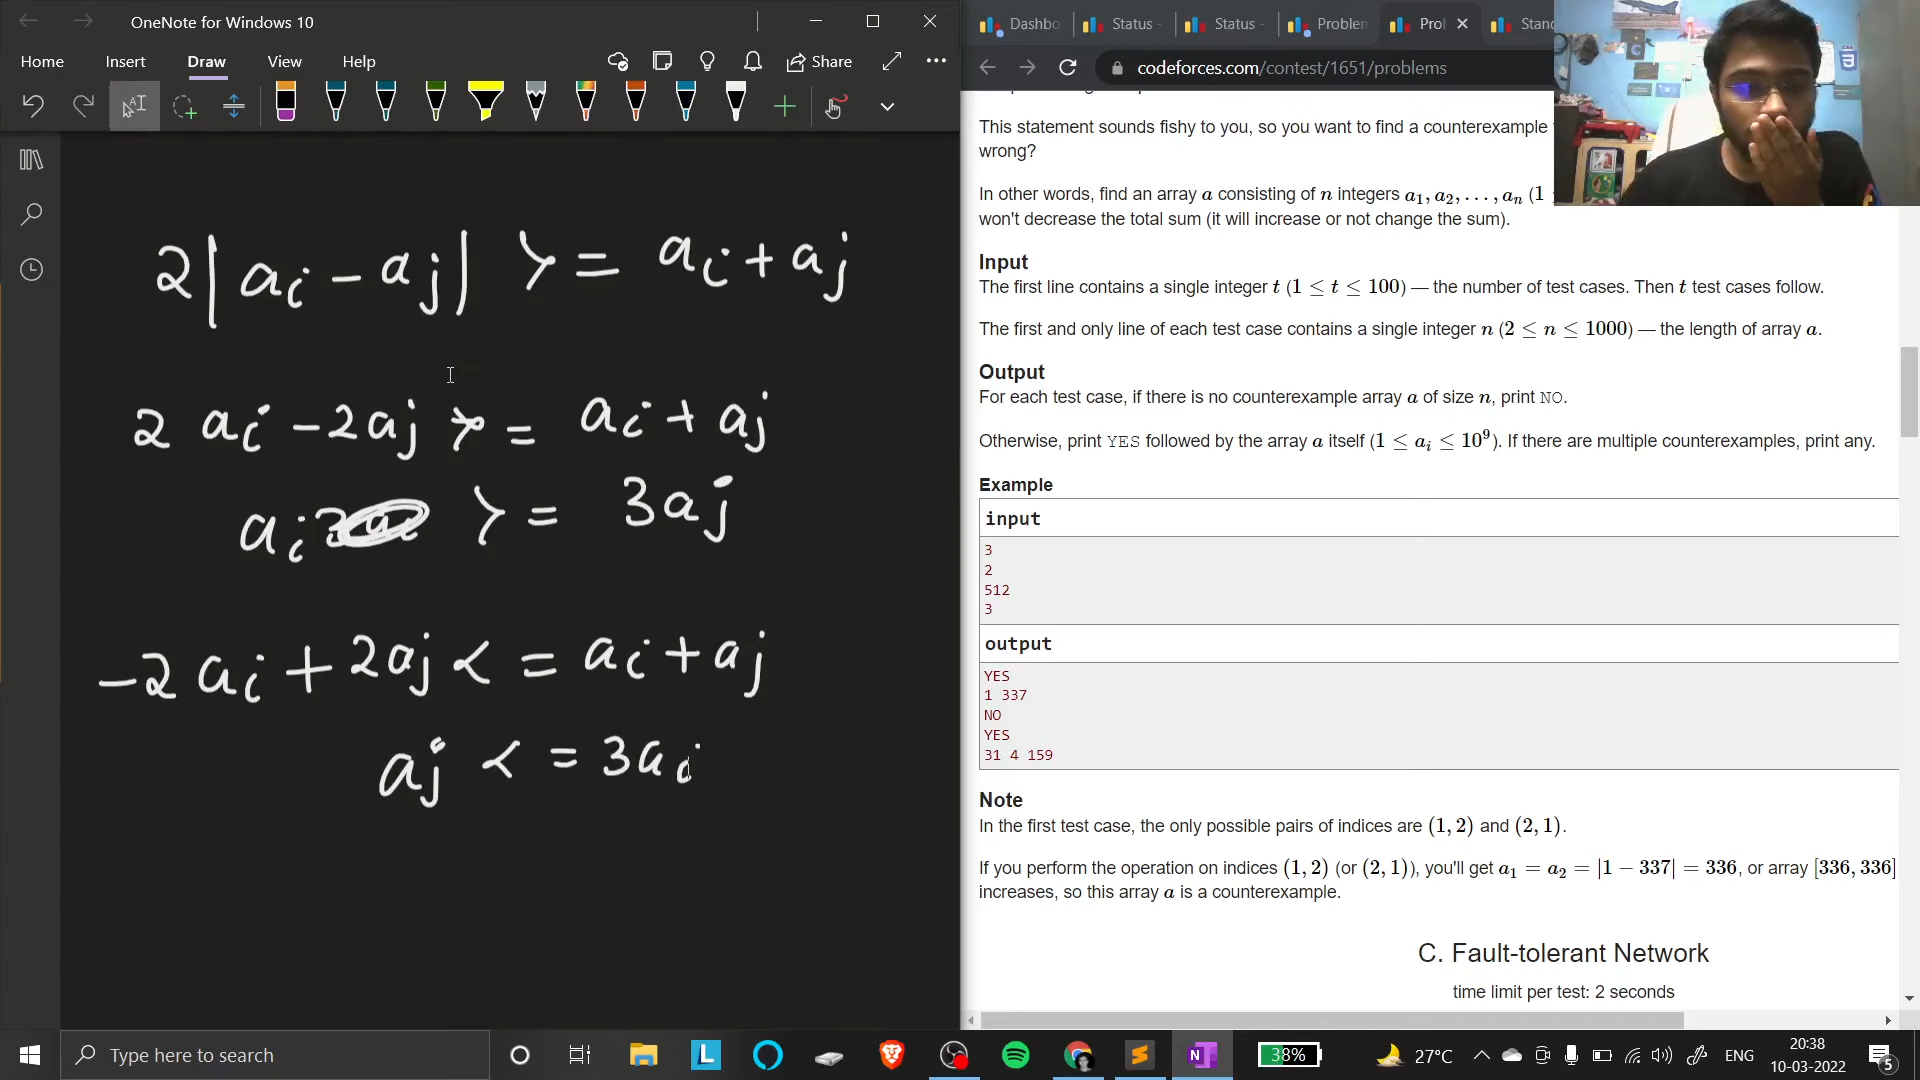 OneNote for Windows 10
Home Insert Draw View Help Share
2|ai - aj| >= ai + aj
2 ai - 2aj >= ai + aj
ai >= 3aj
-2 ai + 2aj <= ai + aj
aj <= 3ai
Dashbo Status Status Problem Prol Stand
codeforces.com/contest/1651/problems
This statement sounds fishy to you, so you want to find a counterexample
wrong?
In other words, find an array a consisting of n integers a1, a2, ..., an (1
won't decrease the total sum (it will increase or not change the sum).
Input
The first line contains a single integer t (1 ≤ t ≤ 100) — the number of test cases. Then t test cases follow.
The first and only line of each test case contains a single integer n (2 ≤ n ≤ 1000) — the length of array a.
Output
For each test case, if there is no counterexample array a of size n, print NO.
Otherwise, print YES followed by the array a itself (1 ≤ ai ≤ 10⁹). If there are multiple counterexamples, print any.
Example
input
3
2
512
3
output
YES
1 337
NO
YES
31 4 159
Note
In the first test case, the only possible pairs of indices are (1, 2) and (2, 1).
If you perform the operation on indices (1, 2) (or (2, 1)), you'll get a1 = a2 = |1 − 337| = 336, or array [336, 336]
increases, so this array a is a counterexample.
C. Fault-tolerant Network
time limit per test: 2 seconds
Type here to search
38%
27°C
ENG
20:38
10-03-2022
5